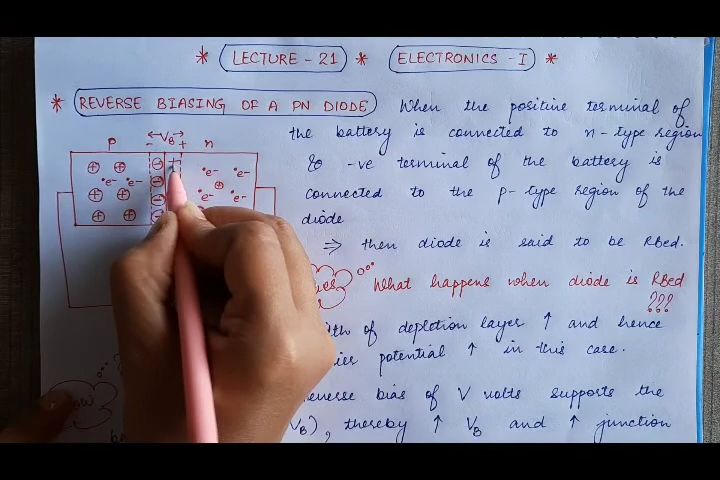 * LECTURE - 21 * ELECTRONICS - I *
* REVERSE BIASING OF A PN DIODE When the positive terminal of
the battery is connected to n-type region
& -ve terminal of the battery is
connected to the p-type region of the
diode
⇒ then diode is said to be RBed.
What happens when diode is RBed
???
of depletion layer ↑ and hence
potential ↑ in this case.
bias of V volts supports the
VB), thereby ↑ VB and ↑ junction
p - VB + n
+ + - + e- e-
e- e- - + e-
+ + - e- e-
+ + -